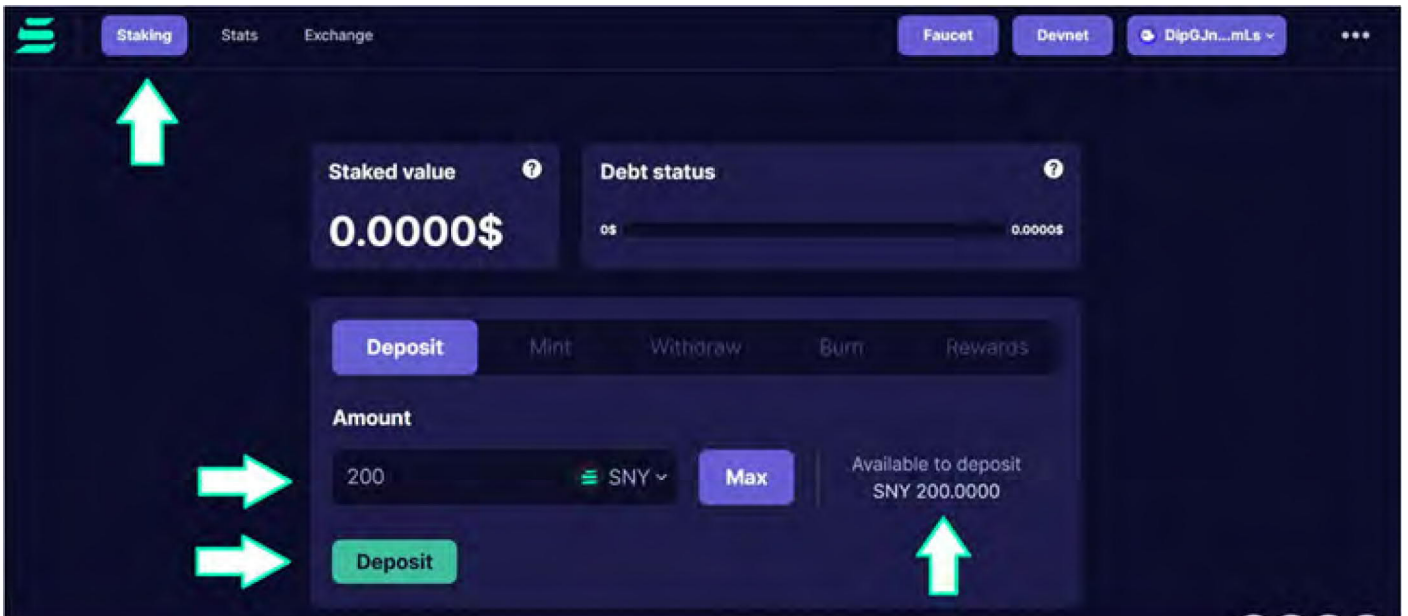 Staking Stats Exchange Faucet Devnet DipGJn...mLs
Staked value ? Debt status ?
0.0000$ 0$ 0.0000$
Deposit Mint Withdraw Burn Rewards
Amount
200 SNY Max Available to deposit
SNY 200.0000
Deposit